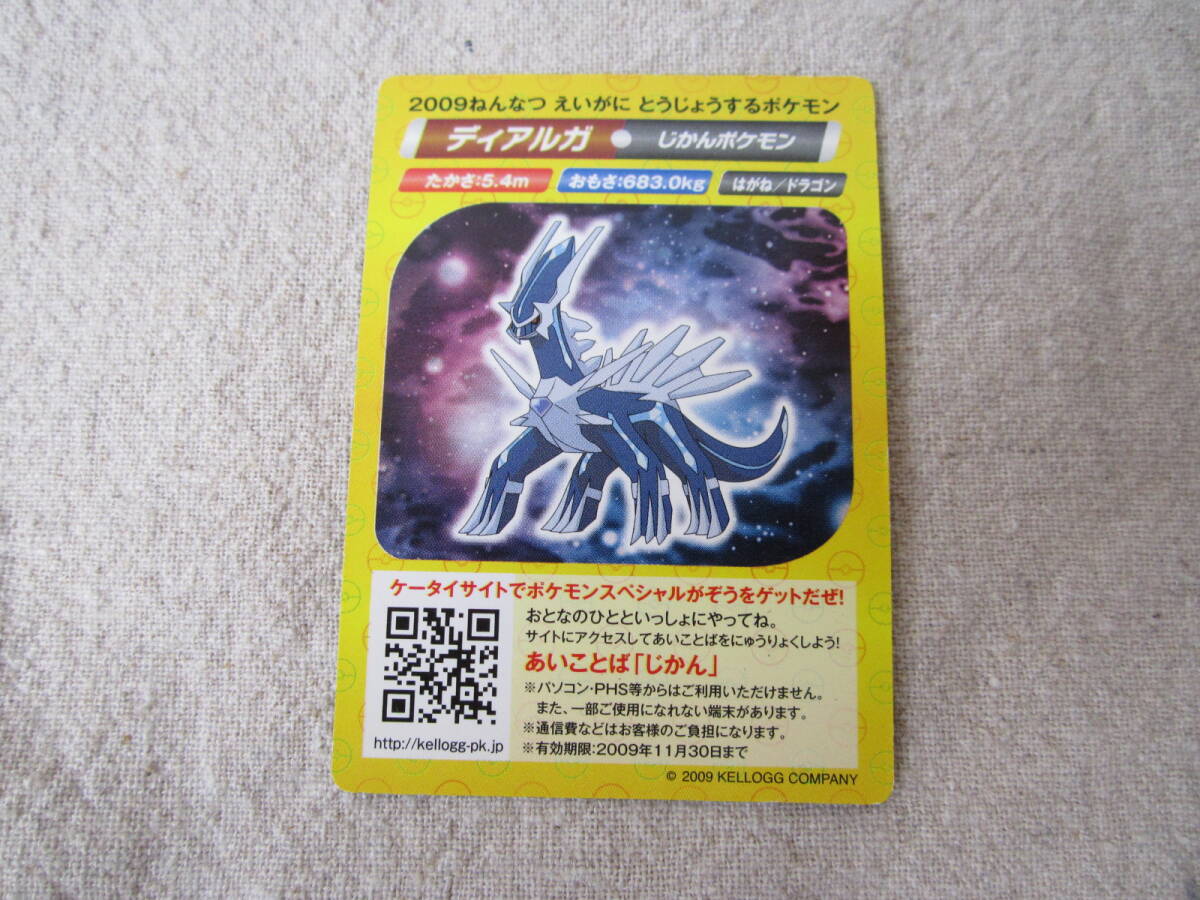 2009ねんなつ えいがに とうじょうするポケモン
ディアルガ じかんポケモン
たかさ:5.4m おもさ:683.0kg はがね/ドラゴン
ケータイサイトでポケモンスペシャルがぞうをゲットだぜ!
おとなのひとといっしょにやってね。
サイトにアクセスしてあいことばをにゅうりょくしよう!
あいことば「じかん」
※パソコン・PHS等からはご利用いただけません。
また、一部ご使用になれない端末があります。
※通信費などはお客様のご負担になります。
※有効期限:2009年11月30日まで
http://kellogg-pk.jp
© 2009 KELLOGG COMPANY